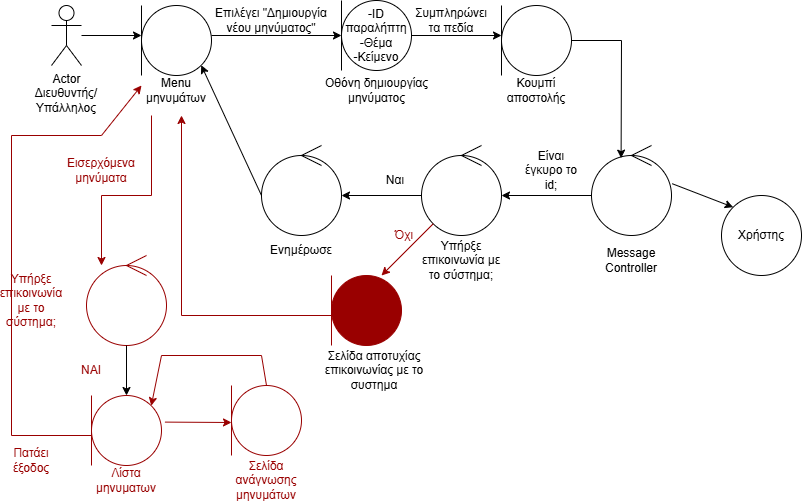 Επιλέγει "Δημιουργία
νέου μηνύματος"
-ID
παραλήπτη
-Θέμα
-Κείμενο
Συμπληρώνει
τα πεδία
Actor
Διευθυντής/
Υπάλληλος
Menu
μηνυμάτων
Οθόνη δημιουργίας
μηνύματος
Κουμπί
αποστολής
Εισερχόμενα
μηνύματα
Είναι
έγκυρο το
id;
Ναι
Χρήστης
Όχι
Ενημέρωσε
Υπήρξε
επικοινωνία με
το σύστημα;
Message
Controller
Υπήρξε
επικοινωνία
με το
σύστημα;
Σελίδα αποτυχίας
επικοινωνίας με το
συστημα
ΝΑΙ
Πατάει
έξοδος
Λίστα
μηνυματων
Σελίδα
ανάγνωσης
μηνυμάτων